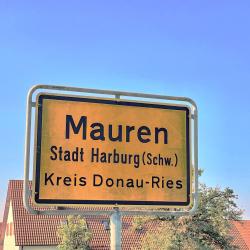 Mauren
Stadt Harburg (Schw.)
Kreis Donau-Ries